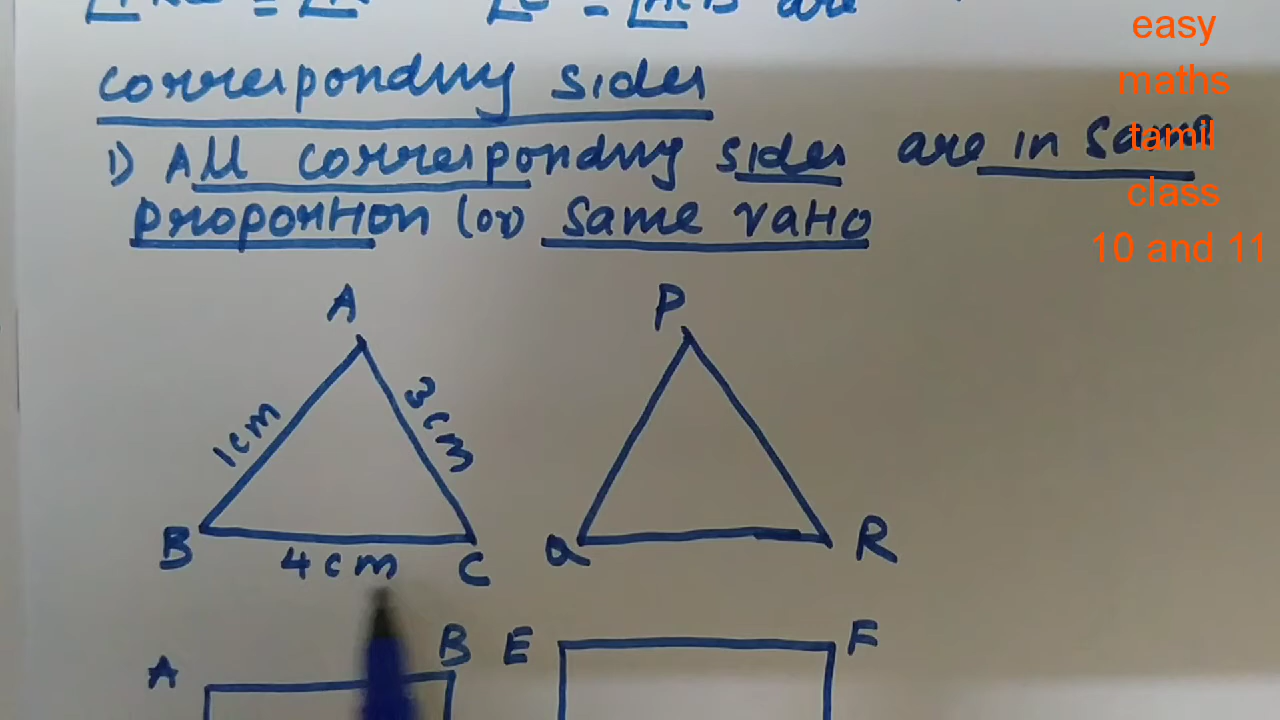 corresponding sides
1) All corresponding sides are in same
proportion (or) same ratio
A
P
1cm
3cm
B
4cm
C
Q
R
A
B
E
F
easy
maths
tamil
class
10 and 11